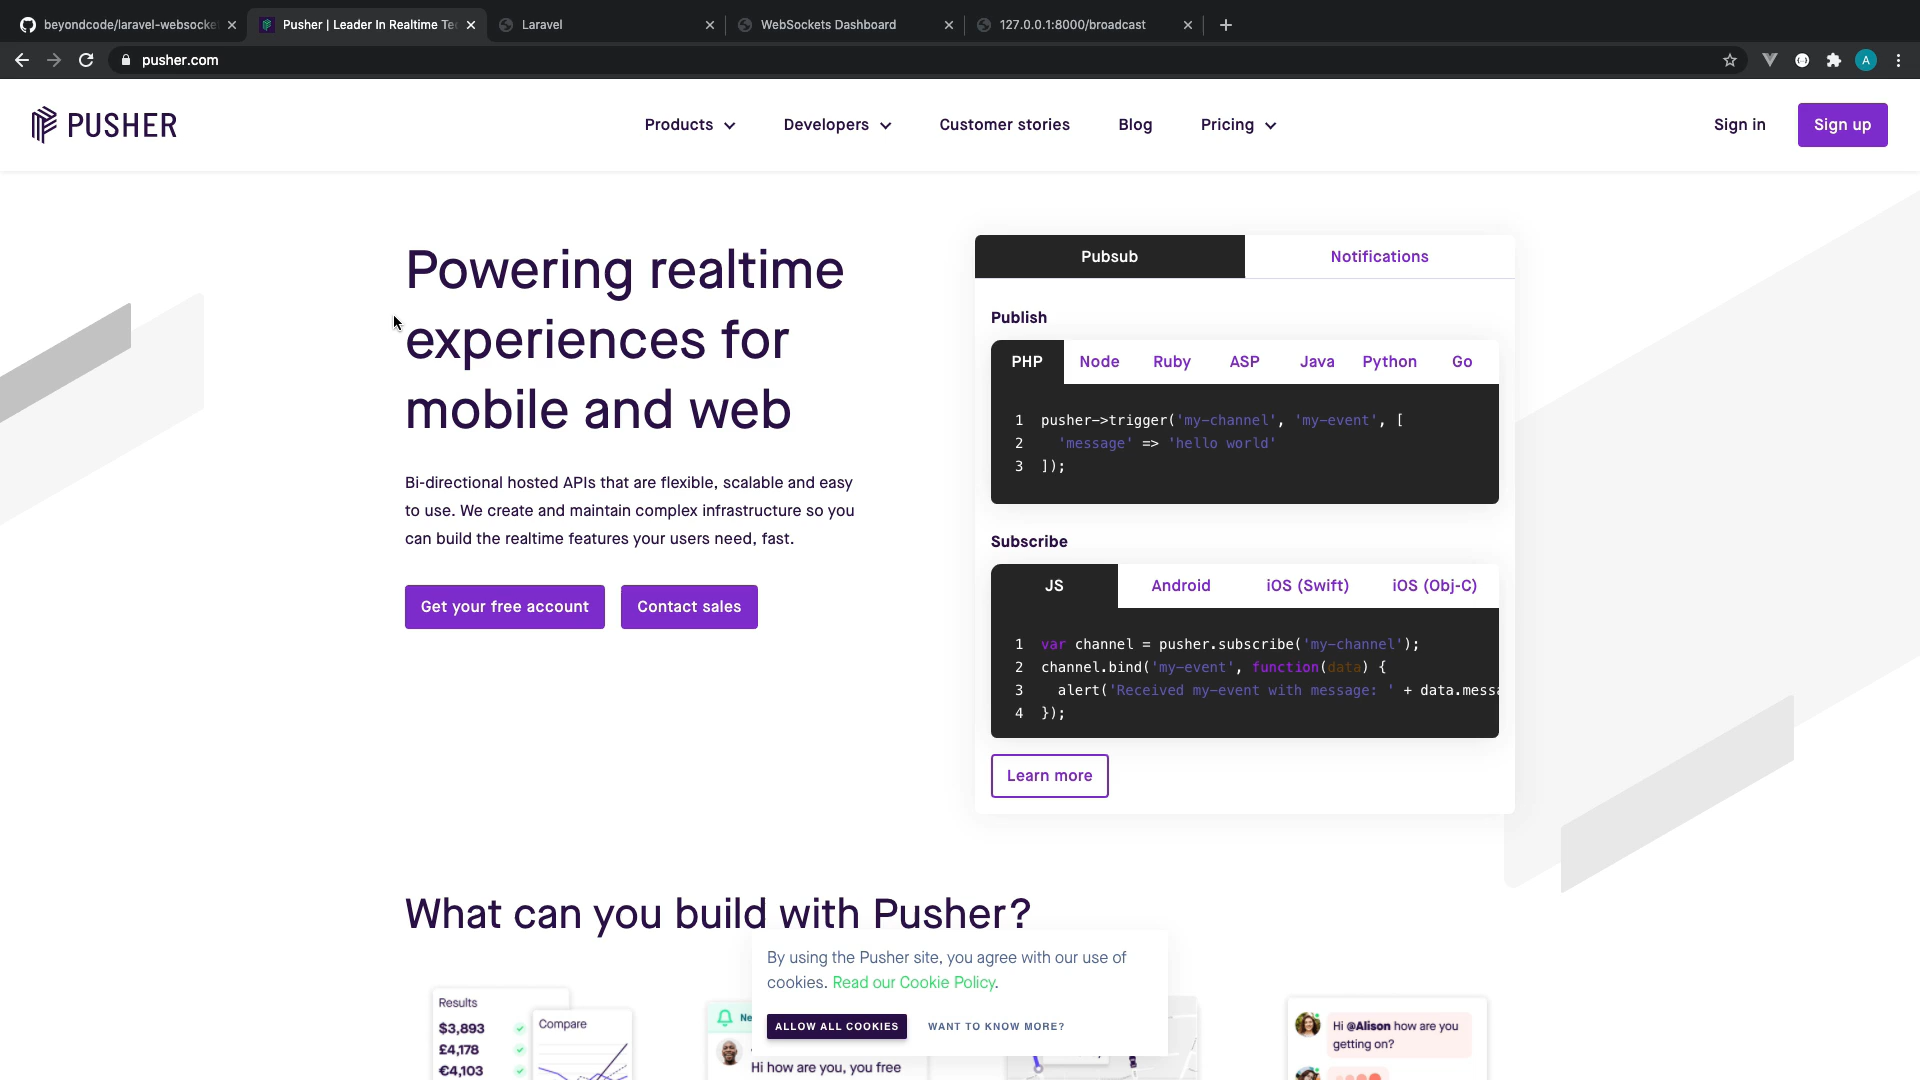 beyondcode/laravel-websocke
Pusher | Leader In Realtime Te
Laravel
WebSockets Dashboard
127.0.0.1:8000/broadcast
pusher.com
A
PUSHER
Products
Developers
Customer stories
Blog
Pricing
Sign in
Sign up
Powering realtime
experiences for
mobile and web
Bi-directional hosted APIs that are flexible, scalable and easy
to use. We create and maintain complex infrastructure so you
can build the realtime features your users need, fast.
Get your free account
Contact sales
Pubsub
Notifications
Publish
PHP
Node
Ruby
ASP
Java
Python
Go
1 pusher->trigger('my-channel', 'my-event', [
2 'message' => 'hello world'
3 ]);
Subscribe
JS
Android
iOS (Swift)
iOS (Obj-C)
1 var channel = pusher.subscribe('my-channel');
2 channel.bind('my-event', function(data) {
3 alert('Received my-event with message: ' + data.messa
4 });
Learn more
What can you build with Pusher?
By using the Pusher site, you agree with our use of
cookies. Read our Cookie Policy.
ALLOW ALL COOKIES
WANT TO KNOW MORE?
Results
$3,893
£4,178
€4,103
Compare
Ne
Hi how are you, you free
Hi @Alison how are you
getting on?